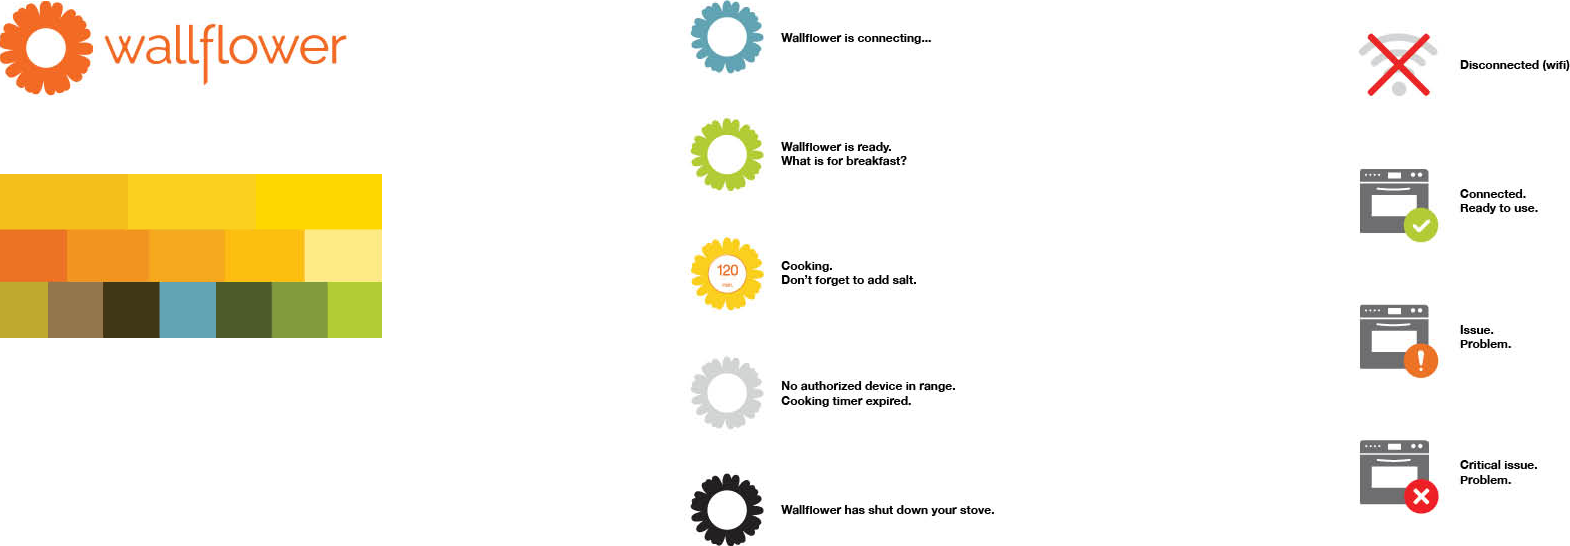 wallflower
Wallflower is connecting...
Wallflower is ready.
What is for breakfast?
120
min.
Cooking.
Don't forget to add salt.
No authorized device in range.
Cooking timer expired.
Wallflower has shut down your stove.
Disconnected (wifi)
Connected.
Ready to use.
Issue.
Problem.
Critical issue.
Problem.